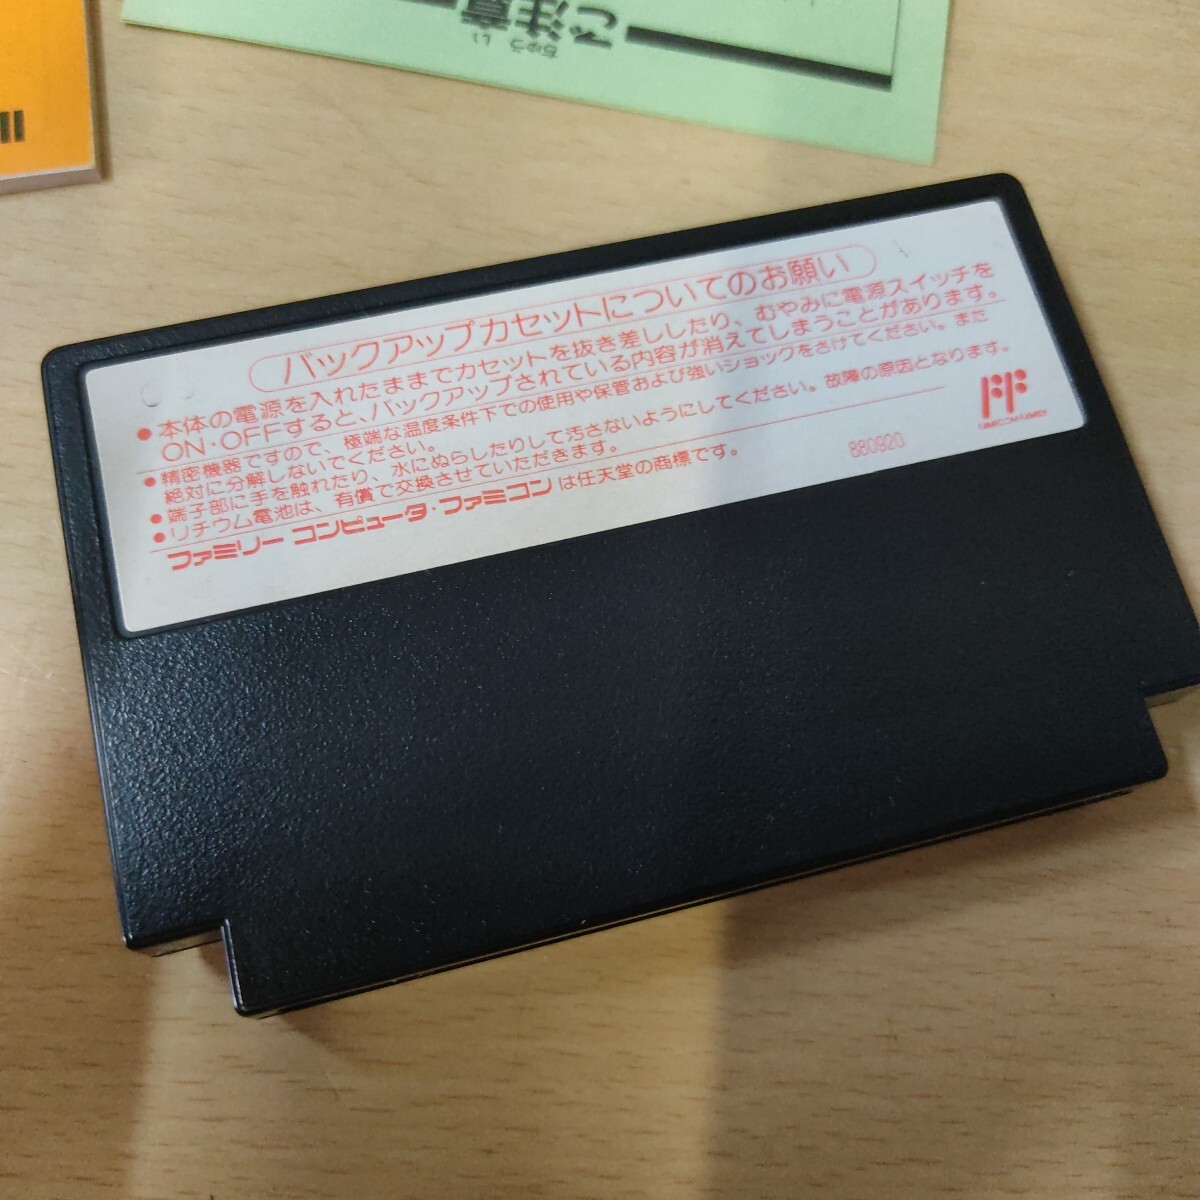 ご注意
ちゅう い
II
バックアップカセットについてのお願い
●本体の電源を入れたままでカセットを抜き差ししたり、むやみに電源スイッチを
ON・OFFすると、バックアップされている内容が消えてしまうことがあります。
●精密機器ですので、極端な温度条件下での使用や保管および強いショックをさけてください。また
絶対に分解しないでください。
●端子部に手を触れたり、水にぬらしたりして汚さないようにしてください。故障の原因となります。
●リチウム電池は、有償で交換させていただきます。
ファミリー コンピュータ・ファミコンは任天堂の商標です。
880920
FF
FAMICOM FAMILY